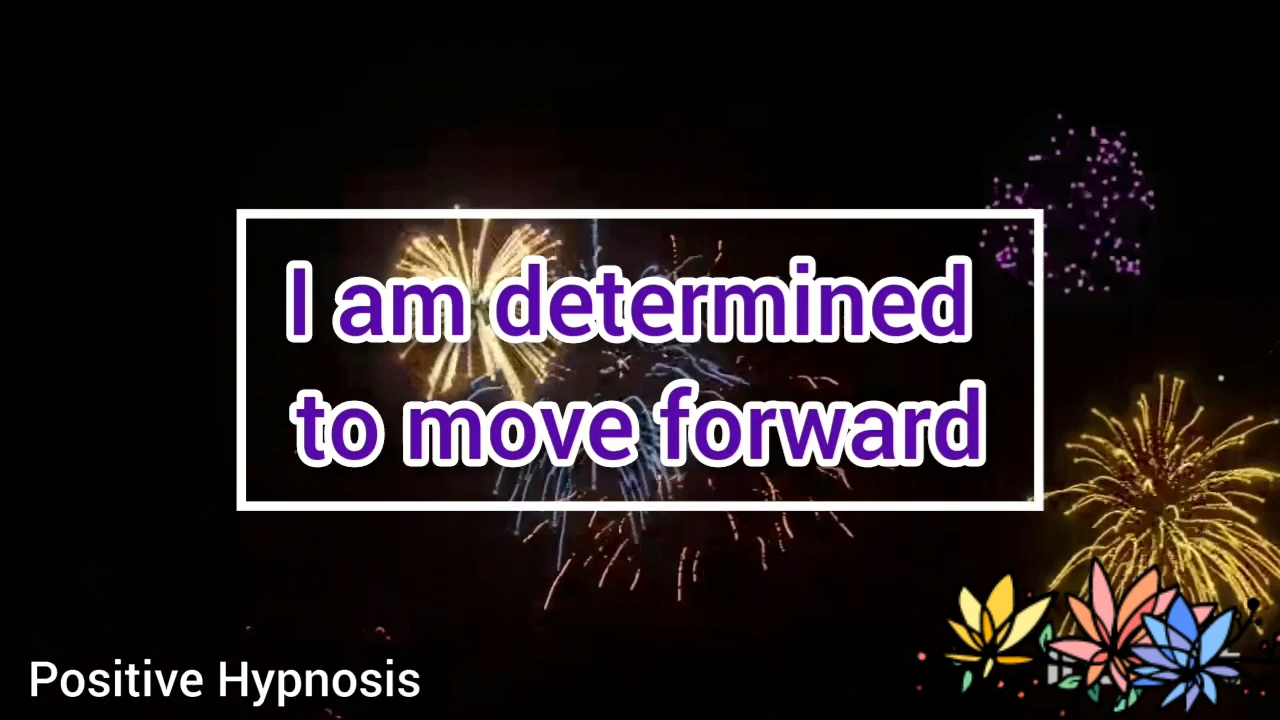 I am determined
to move forward
Positive Hypnosis